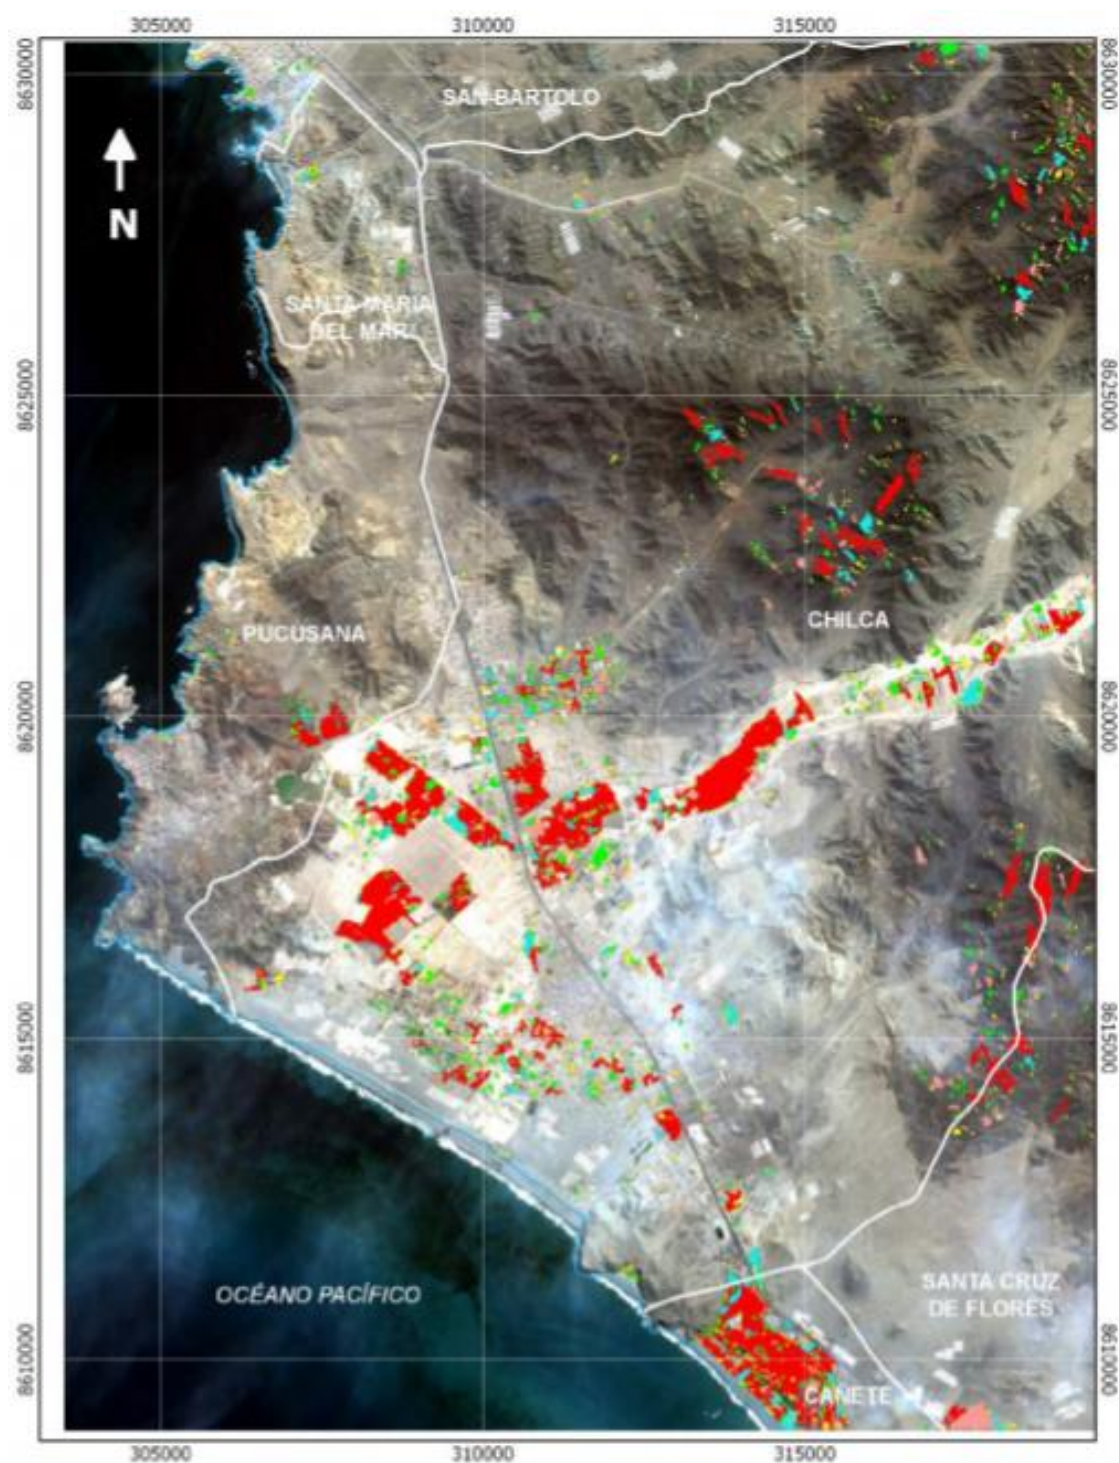 305000 310000 315000
8630000 8630000
SAN-BARTOLO
N
SANTA MARIA
DEL MAR
8625000 8625000
PUCUSANA
CHILCA
8620000 8620000
8615000 8615000
OCÉANO PACÍFICO
SANTA CRUZ
DE FLORES
8610000 8610000
CAÑETE
305000 310000 315000